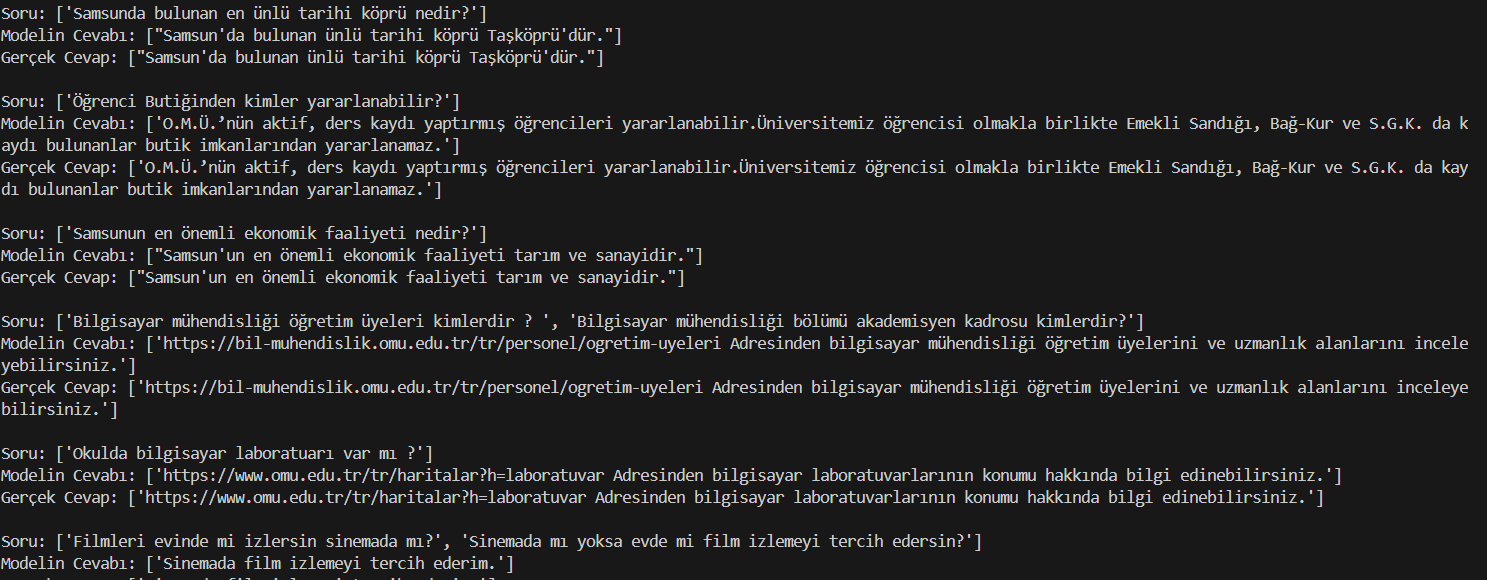 Soru: ['Samsunda bulunan en ünlü tarihi köprü nedir?']
Modelin Cevabı: ["Samsun'da bulunan ünlü tarihi köprü Taşköprü'dür."]
Gerçek Cevap: ["Samsun'da bulunan ünlü tarihi köprü Taşköprü'dür."]
Soru: ['Öğrenci Butiğinden kimler yararlanabilir?']
Modelin Cevabı: ['O.M.Ü.’nün aktif, ders kaydı yaptırmış öğrencileri yararlanabilir.Üniversitemiz öğrencisi olmakla birlikte Emekli Sandığı, Bağ-Kur ve S.G.K. da k
aydı bulunanlar butik imkanlarından yararlanamaz.']
Gerçek Cevap: ['O.M.Ü.’nün aktif, ders kaydı yaptırmış öğrencileri yararlanabilir.Üniversitemiz öğrencisi olmakla birlikte Emekli Sandığı, Bağ-Kur ve S.G.K. da kay
dı bulunanlar butik imkanlarından yararlanamaz.']
Soru: ['Samsunun en önemli ekonomik faaliyeti nedir?']
Modelin Cevabı: ["Samsun'un en önemli ekonomik faaliyeti tarım ve sanayidir."]
Gerçek Cevap: ["Samsun'un en önemli ekonomik faaliyeti tarım ve sanayidir."]
Soru: ['Bilgisayar mühendisliği öğretim üyeleri kimlerdir ? ', 'Bilgisayar mühendisliği bölümü akademisyen kadrosu kimlerdir?']
Modelin Cevabı: ['https://bil-muhendislik.omu.edu.tr/tr/personel/ogretim-uyeleri Adresinden bilgisayar mühendisliği öğretim üyelerini ve uzmanlık alanlarını incele
yebilirsiniz.']
Gerçek Cevap: ['https://bil-muhendislik.omu.edu.tr/tr/personel/ogretim-uyeleri Adresinden bilgisayar mühendisliği öğretim üyelerini ve uzmanlık alanlarını inceleye
bilirsiniz.']
Soru: ['Okulda bilgisayar laboratuarı var mı ?']
Modelin Cevabı: ['https://www.omu.edu.tr/tr/haritalar?h=laboratuvar Adresinden bilgisayar laboratuvarlarının konumu hakkında bilgi edinebilirsiniz.']
Gerçek Cevap: ['https://www.omu.edu.tr/tr/haritalar?h=laboratuvar Adresinden bilgisayar laboratuvarlarının konumu hakkında bilgi edinebilirsiniz.']
Soru: ['Filmleri evinde mi izlersin sinemada mı?', 'Sinemada mı yoksa evde mi film izlemeyi tercih edersin?']
Modelin Cevabı: ['Sinemada film izlemeyi tercih ederim.']